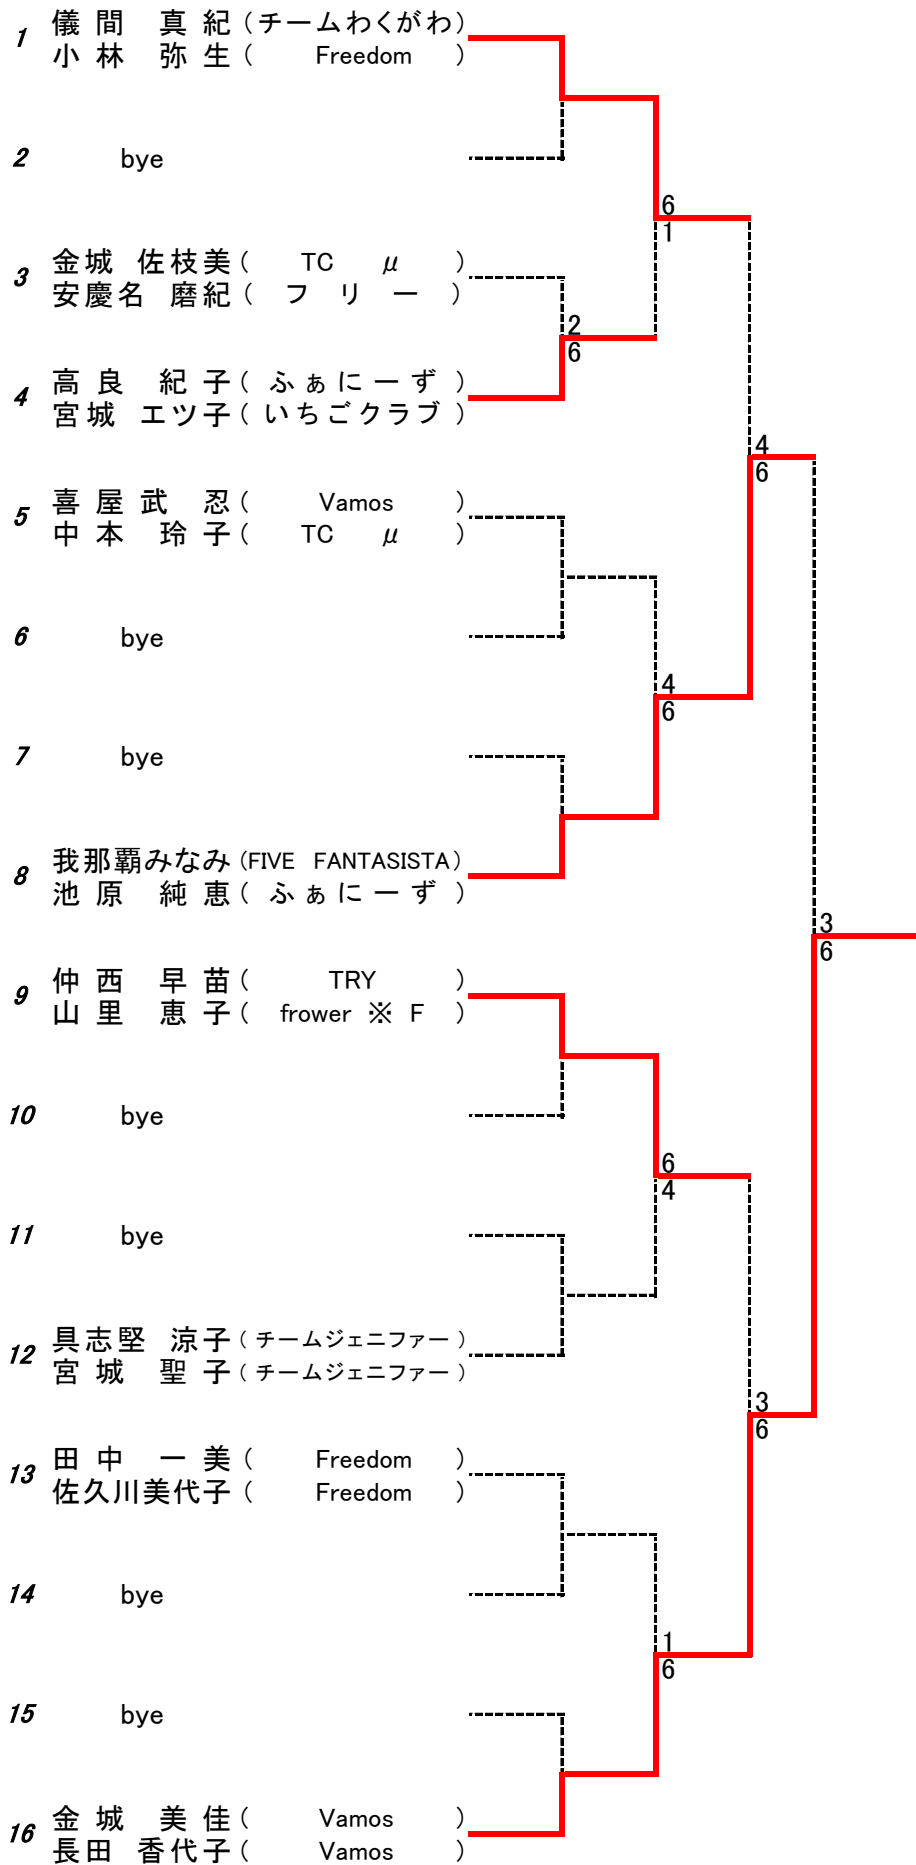 1 儀間 真紀(チームわくがわ)
小林 弥生( Freedom )
2 bye
6
1
3 金城 佐枝美( TC μ )
安慶名 磨紀( フリー )
2
6
4 高良 紀子( ふぁにーず )
宮城 エツ子( いちごクラブ )
4
6
5 喜屋武 忍( Vamos )
中本 玲子( TC μ )
6 bye
4
6
7 bye
8 我那覇みなみ(FIVE FANTASISTA)
池原 純恵( ふぁにーず )
3
6
9 仲西 早苗( TRY )
山里 恵子( frower ※ F )
10 bye
6
4
11 bye
12 具志堅 涼子( チームジェニファー )
宮城 聖子( チームジェニファー )
3
6
13 田中 一美( Freedom )
佐久川美代子( Freedom )
14 bye
1
6
15 bye
16 金城 美佳( Vamos )
長田 香代子( Vamos )